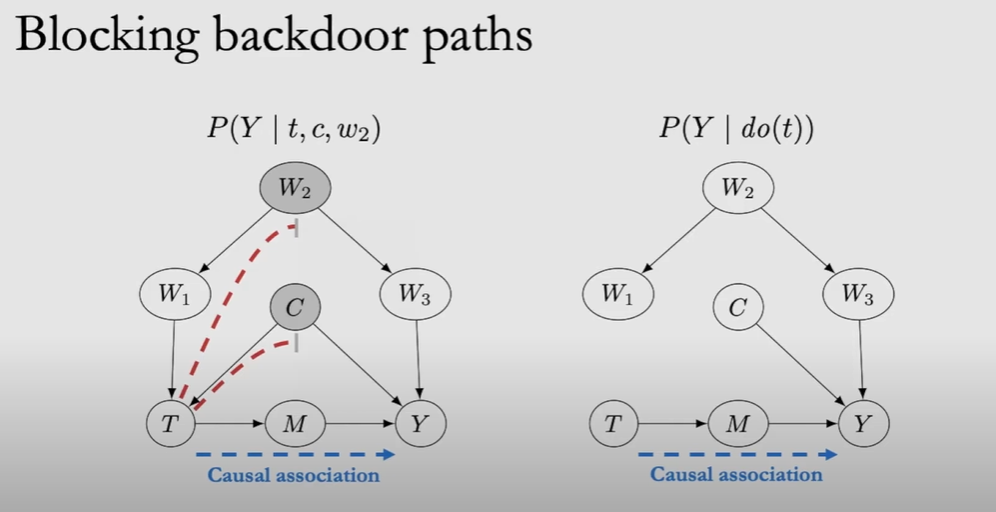 Blocking backdoor paths
P(Y | t, c, w₂)
P(Y | do(t))
W₂
W₂
W₁
C
W₃
W₁
C
W₃
T
M
Y
T
M
Y
Causal association
Causal association